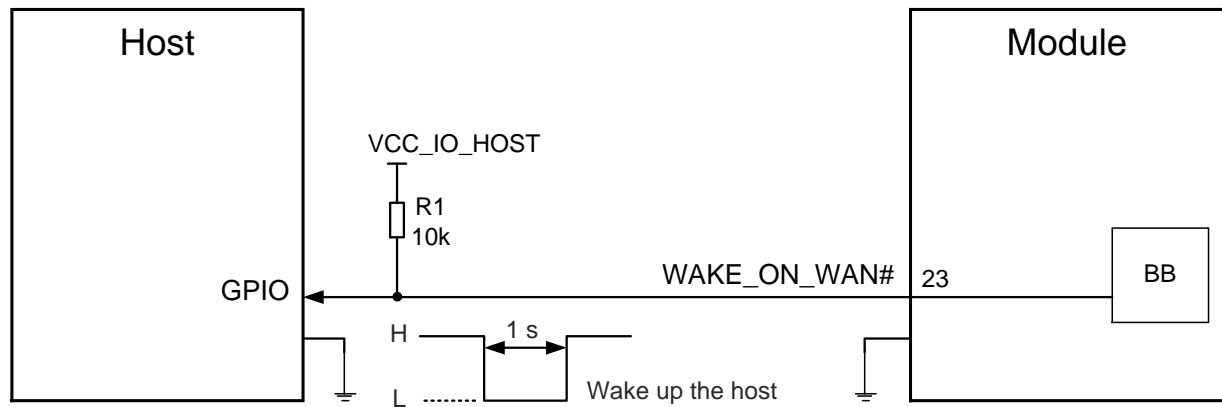 Host
Module
VCC_IO_HOST
R1
10k
GPIO
WAKE_ON_WAN#
23
BB
H
1 s
L
Wake up the host